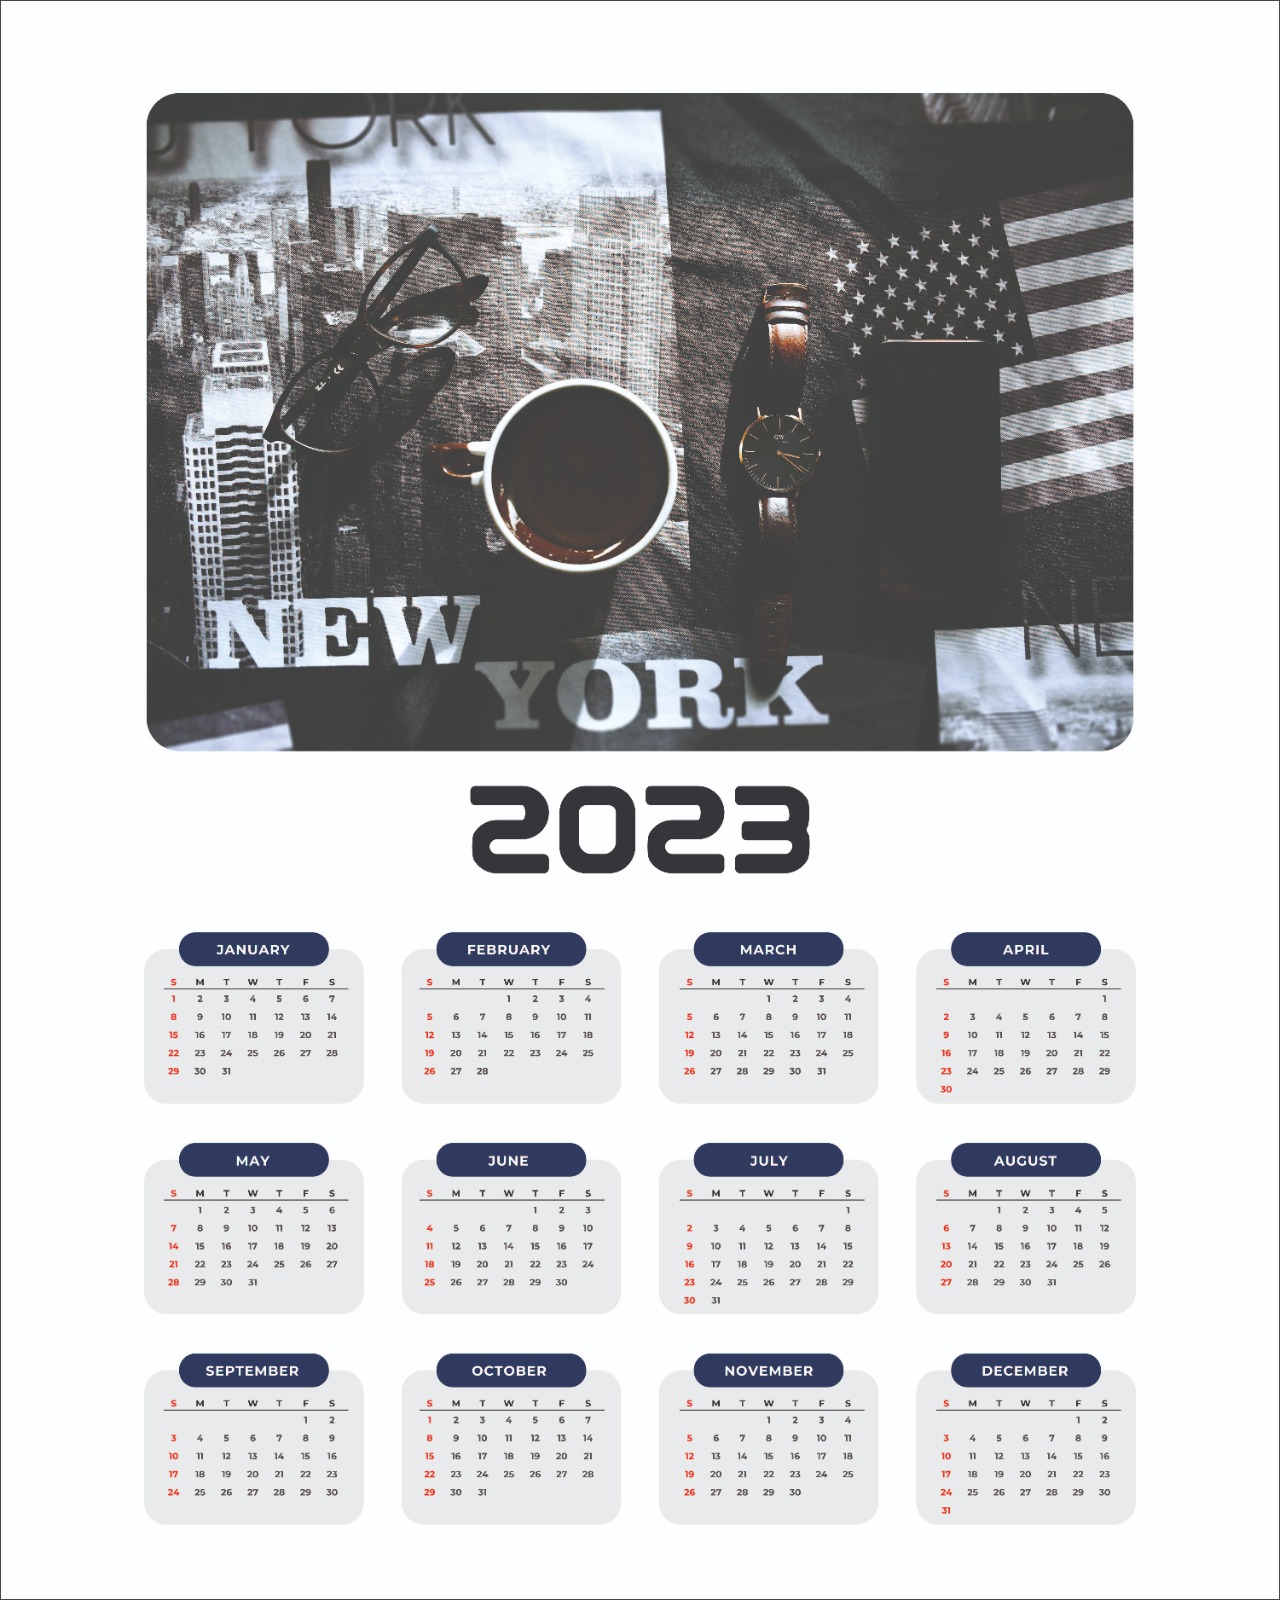 YORK
NEW
YORK
NE
2023
JANUARY FEBRUARY MARCH APRIL
S M T W T F S S M T W T F S S M T W T F S S M T W T F S
1 2 3 4 5 6 7 1 2 3 4 1 2 3 4 1
8 9 10 11 12 13 14 5 6 7 8 9 10 11 5 6 7 8 9 10 11 2 3 4 5 6 7 8
15 16 17 18 19 20 21 12 13 14 15 16 17 18 12 13 14 15 16 17 18 9 10 11 12 13 14 15
22 23 24 25 26 27 28 19 20 21 22 23 24 25 19 20 21 22 23 24 25 16 17 18 19 20 21 22
29 30 31 26 27 28 26 27 28 29 30 31 23 24 25 26 27 28 29
30
MAY JUNE JULY AUGUST
S M T W T F S S M T W T F S S M T W T F S S M T W T F S
1 2 3 4 5 6 1 2 3 1 1 2 3 4 5
7 8 9 10 11 12 13 4 5 6 7 8 9 10 2 3 4 5 6 7 8 6 7 8 9 10 11 12
14 15 16 17 18 19 20 11 12 13 14 15 16 17 9 10 11 12 13 14 15 13 14 15 16 17 18 19
21 22 23 24 25 26 27 18 19 20 21 22 23 24 16 17 18 19 20 21 22 20 21 22 23 24 25 26
28 29 30 31 25 26 27 28 29 30 23 24 25 26 27 28 29 27 28 29 30 31
30 31
SEPTEMBER OCTOBER NOVEMBER DECEMBER
S M T W T F S S M T W T F S S M T W T F S S M T W T F S
1 2 1 2 3 4 5 6 7 1 2 3 4 1 2
3 4 5 6 7 8 9 8 9 10 11 12 13 14 5 6 7 8 9 10 11 3 4 5 6 7 8 9
10 11 12 13 14 15 16 15 16 17 18 19 20 21 12 13 14 15 16 17 18 10 11 12 13 14 15 16
17 18 19 20 21 22 23 22 23 24 25 26 27 28 19 20 21 22 23 24 25 17 18 19 20 21 22 23
24 25 26 27 28 29 30 29 30 31 26 27 28 29 30 24 25 26 27 28 29 30
31